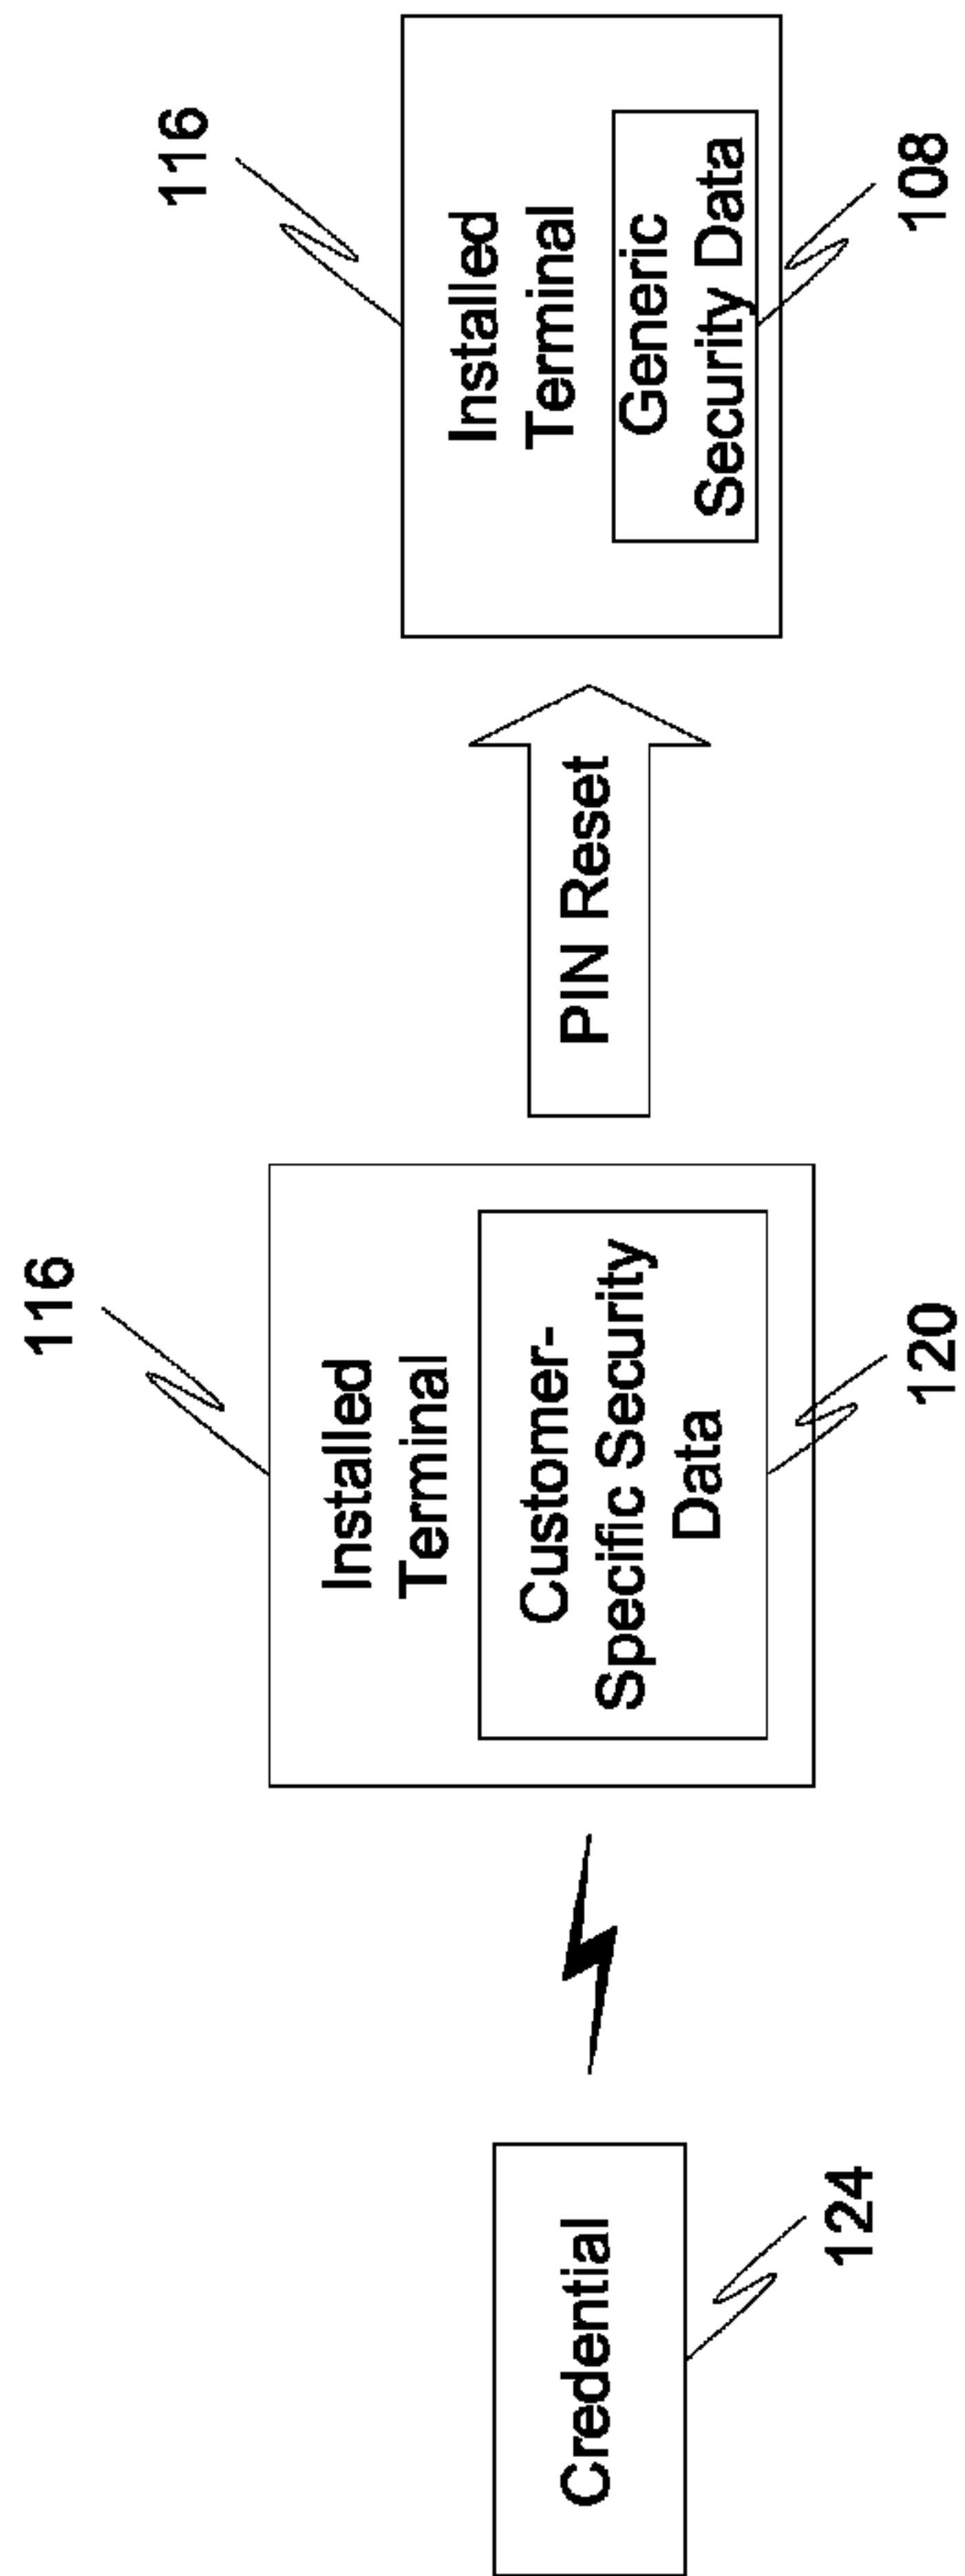 Credential
124
116
Installed
Terminal
Customer-
Specific Security
Data
120
PIN Reset
116
Installed
Terminal
Generic
Security Data
108